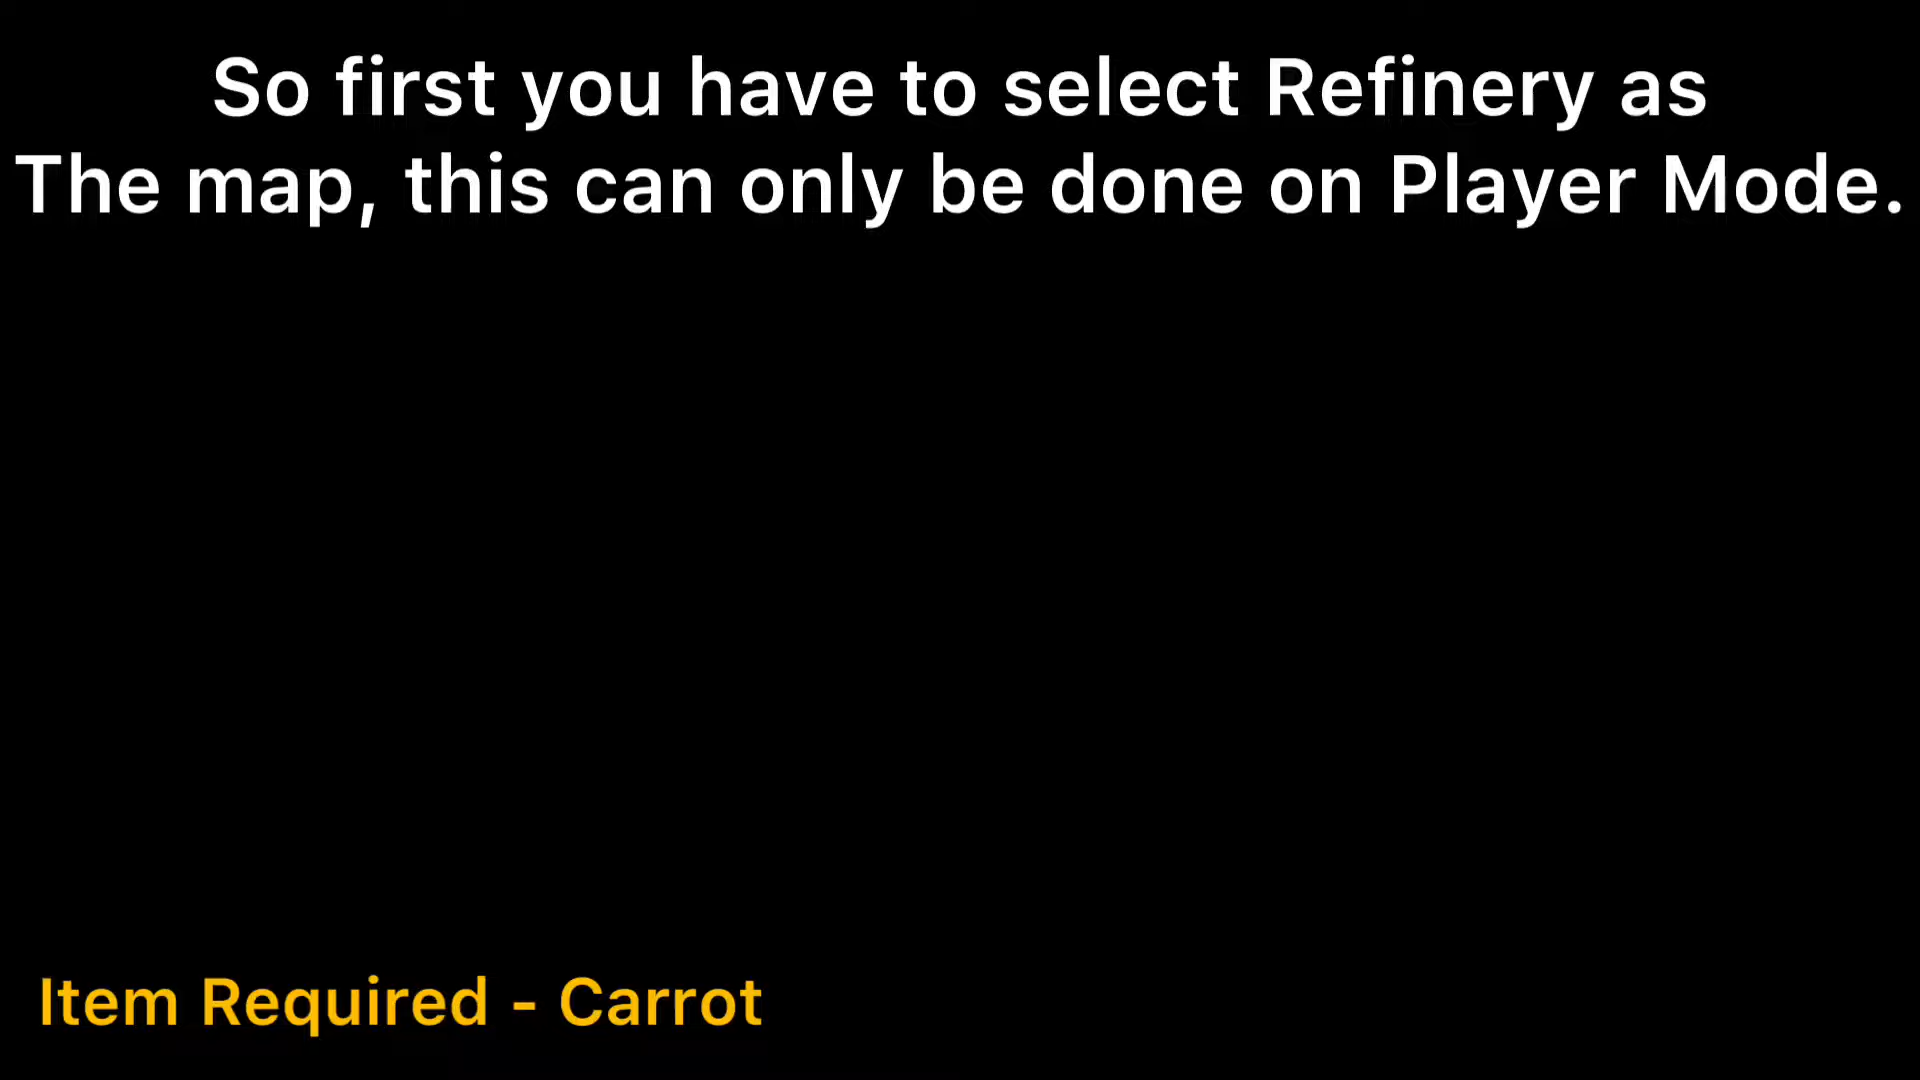 So first you have to select Refinery as
The map, this can only be done on Player Mode.
Item Required - Carrot